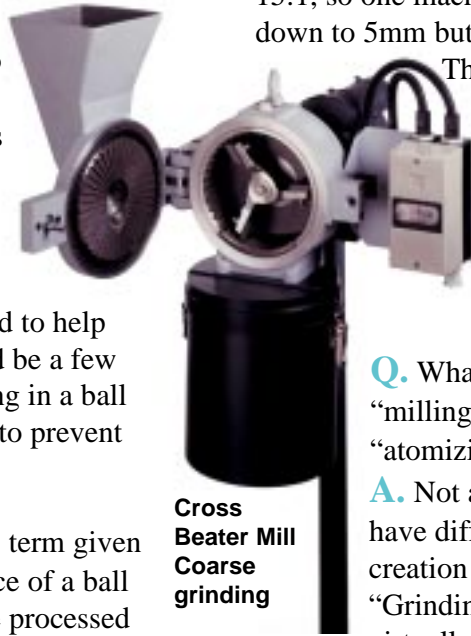 15:1, so one mach
down to 5mm but
Th
s
d to help
d be a few
ng in a ball
to prevent
Cross
Beater Mill
Coarse
grinding
term given
ce of a ball
processed
Q. Wha
“milling
“atomizi
A. Not a
have diff
creation
“Grindin